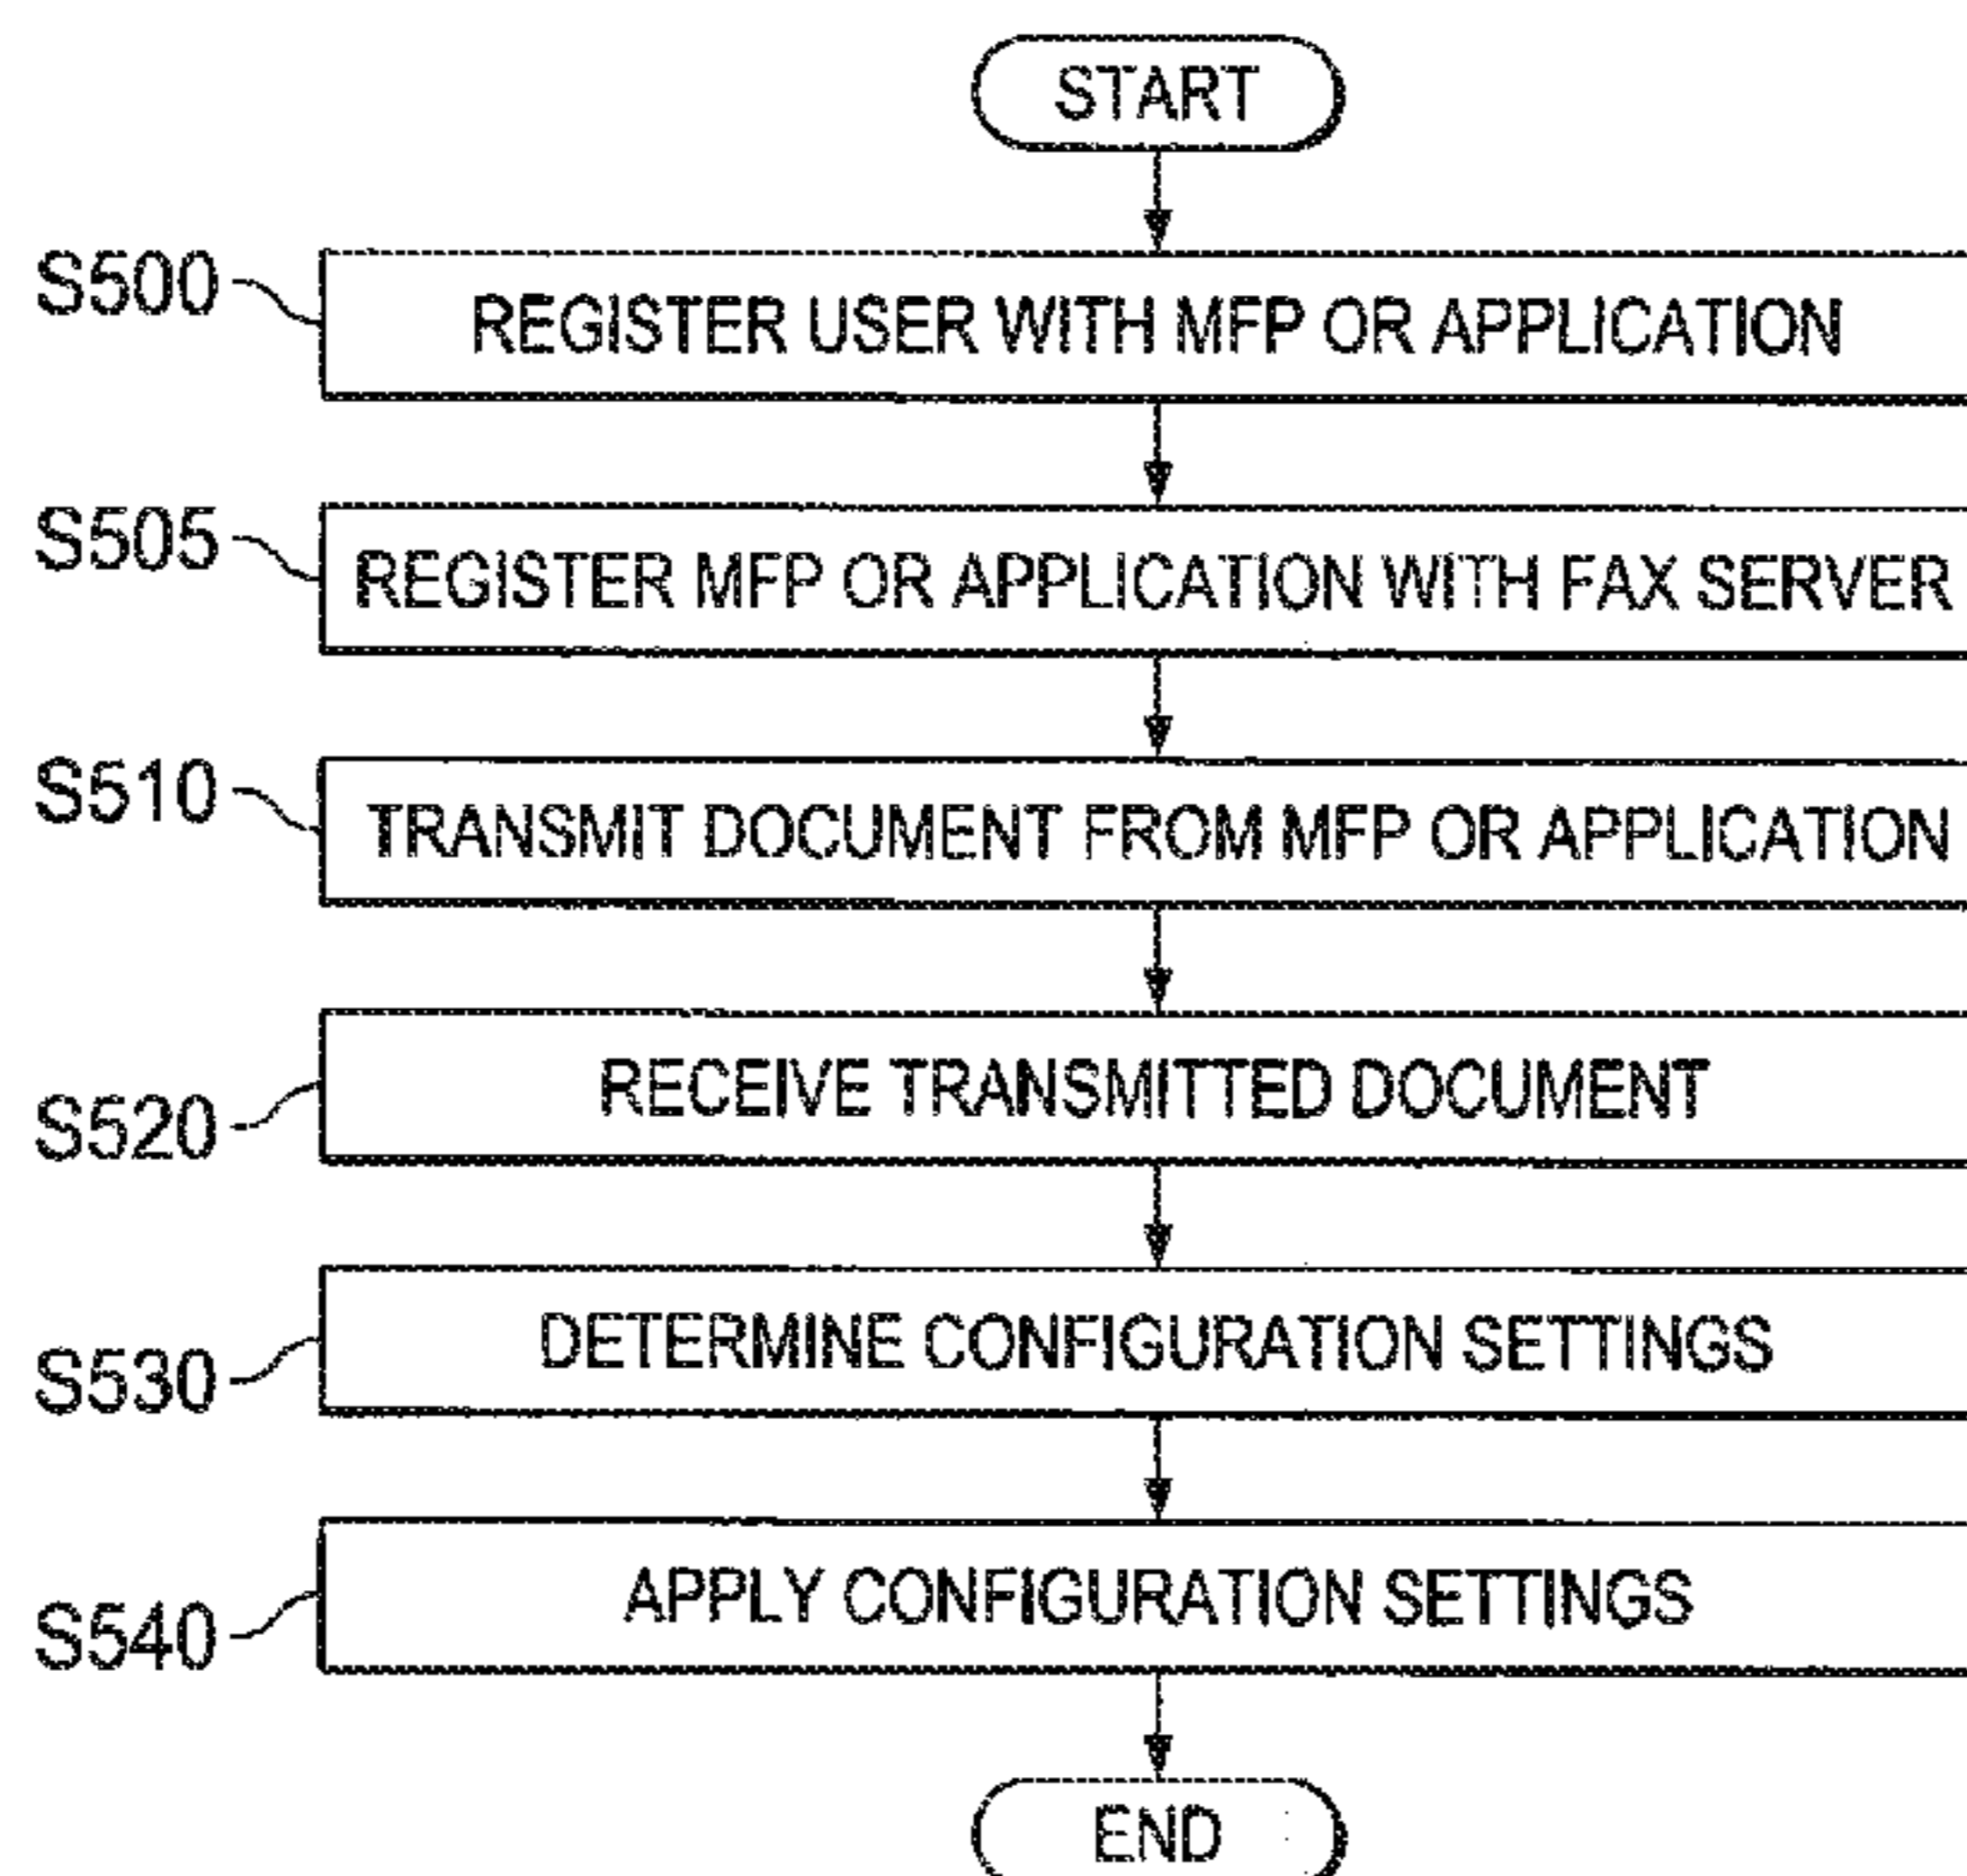 START
S500
REGISTER USER WITH MFP OR APPLICATION
S505
REGISTER MFP OR APPLICATION WITH FAX SERVER
S510
TRANSMIT DOCUMENT FROM MFP OR APPLICATION
S520
RECEIVE TRANSMITTED DOCUMENT
S530
DETERMINE CONFIGURATION SETTINGS
S540
APPLY CONFIGURATION SETTINGS
END